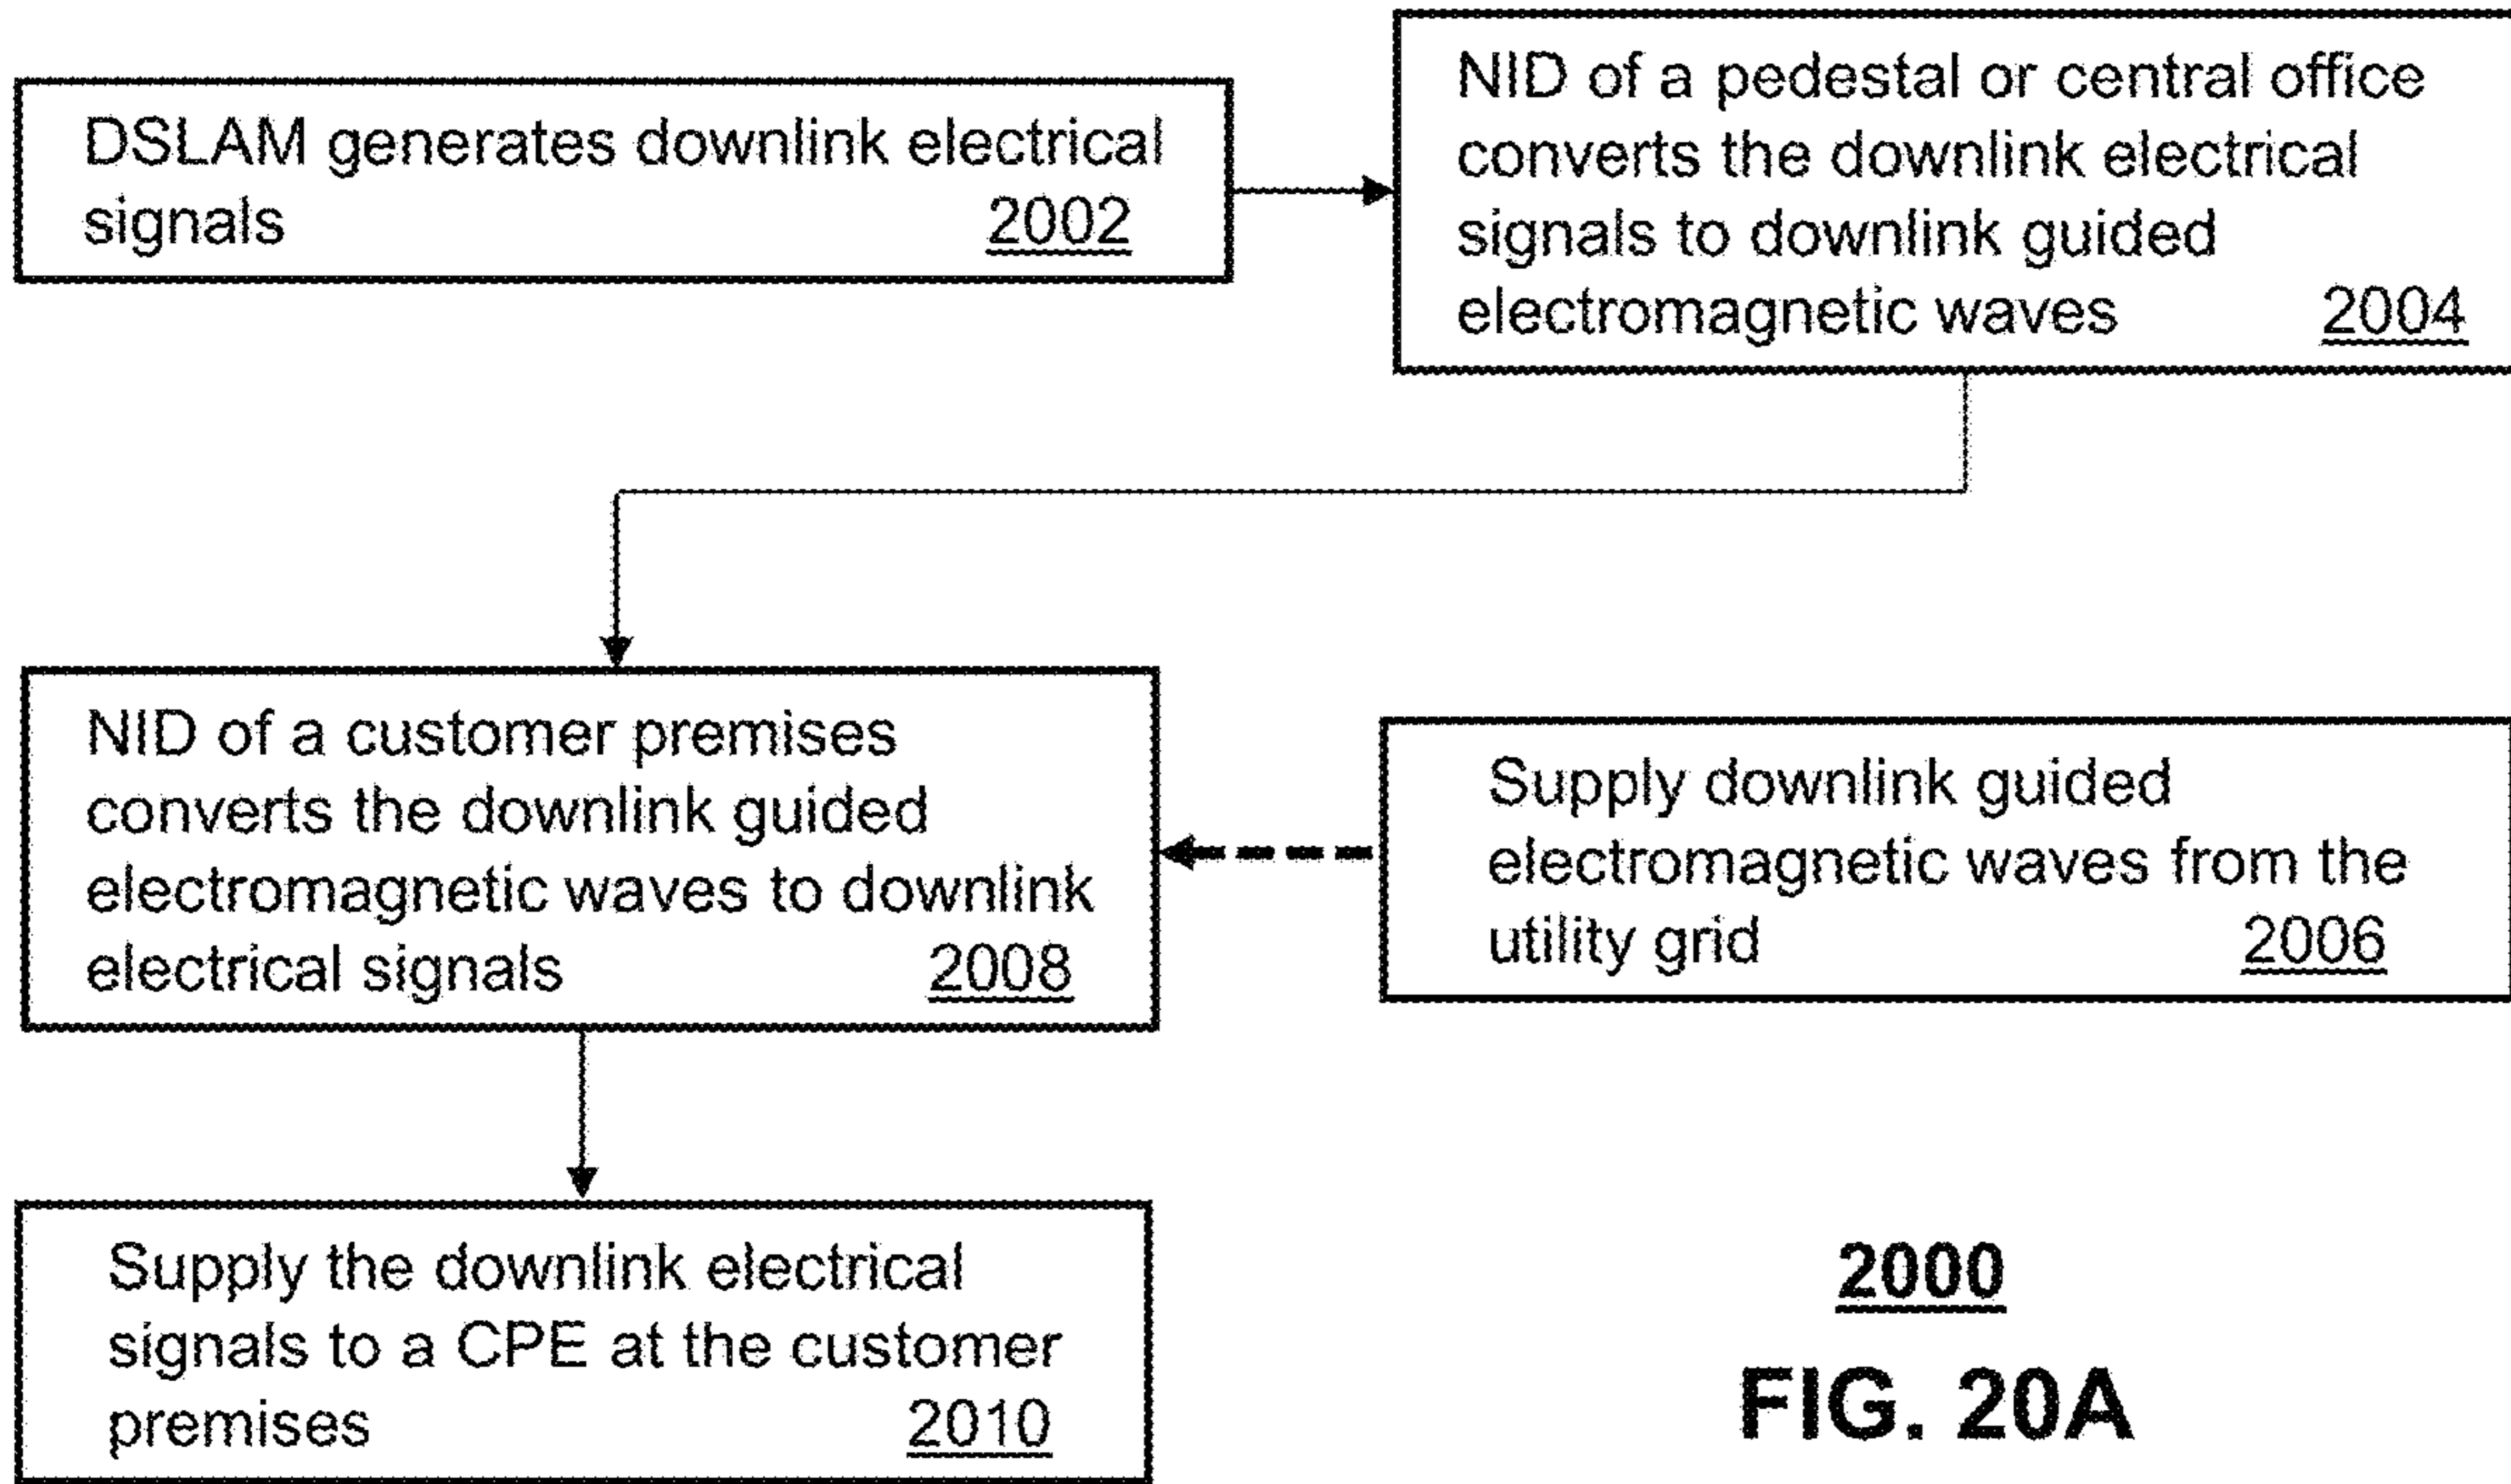 DSLAM generates downlink electrical
signals 2002
NID of a pedestal or central office
converts the downlink electrical
signals to downlink guided
electromagnetic waves 2004
NID of a customer premises
converts the downlink guided
electromagnetic waves to downlink
electrical signals 2008
Supply downlink guided
electromagnetic waves from the
utility grid 2006
Supply the downlink electrical
signals to a CPE at the customer
premises 2010
2000
FIG. 20A